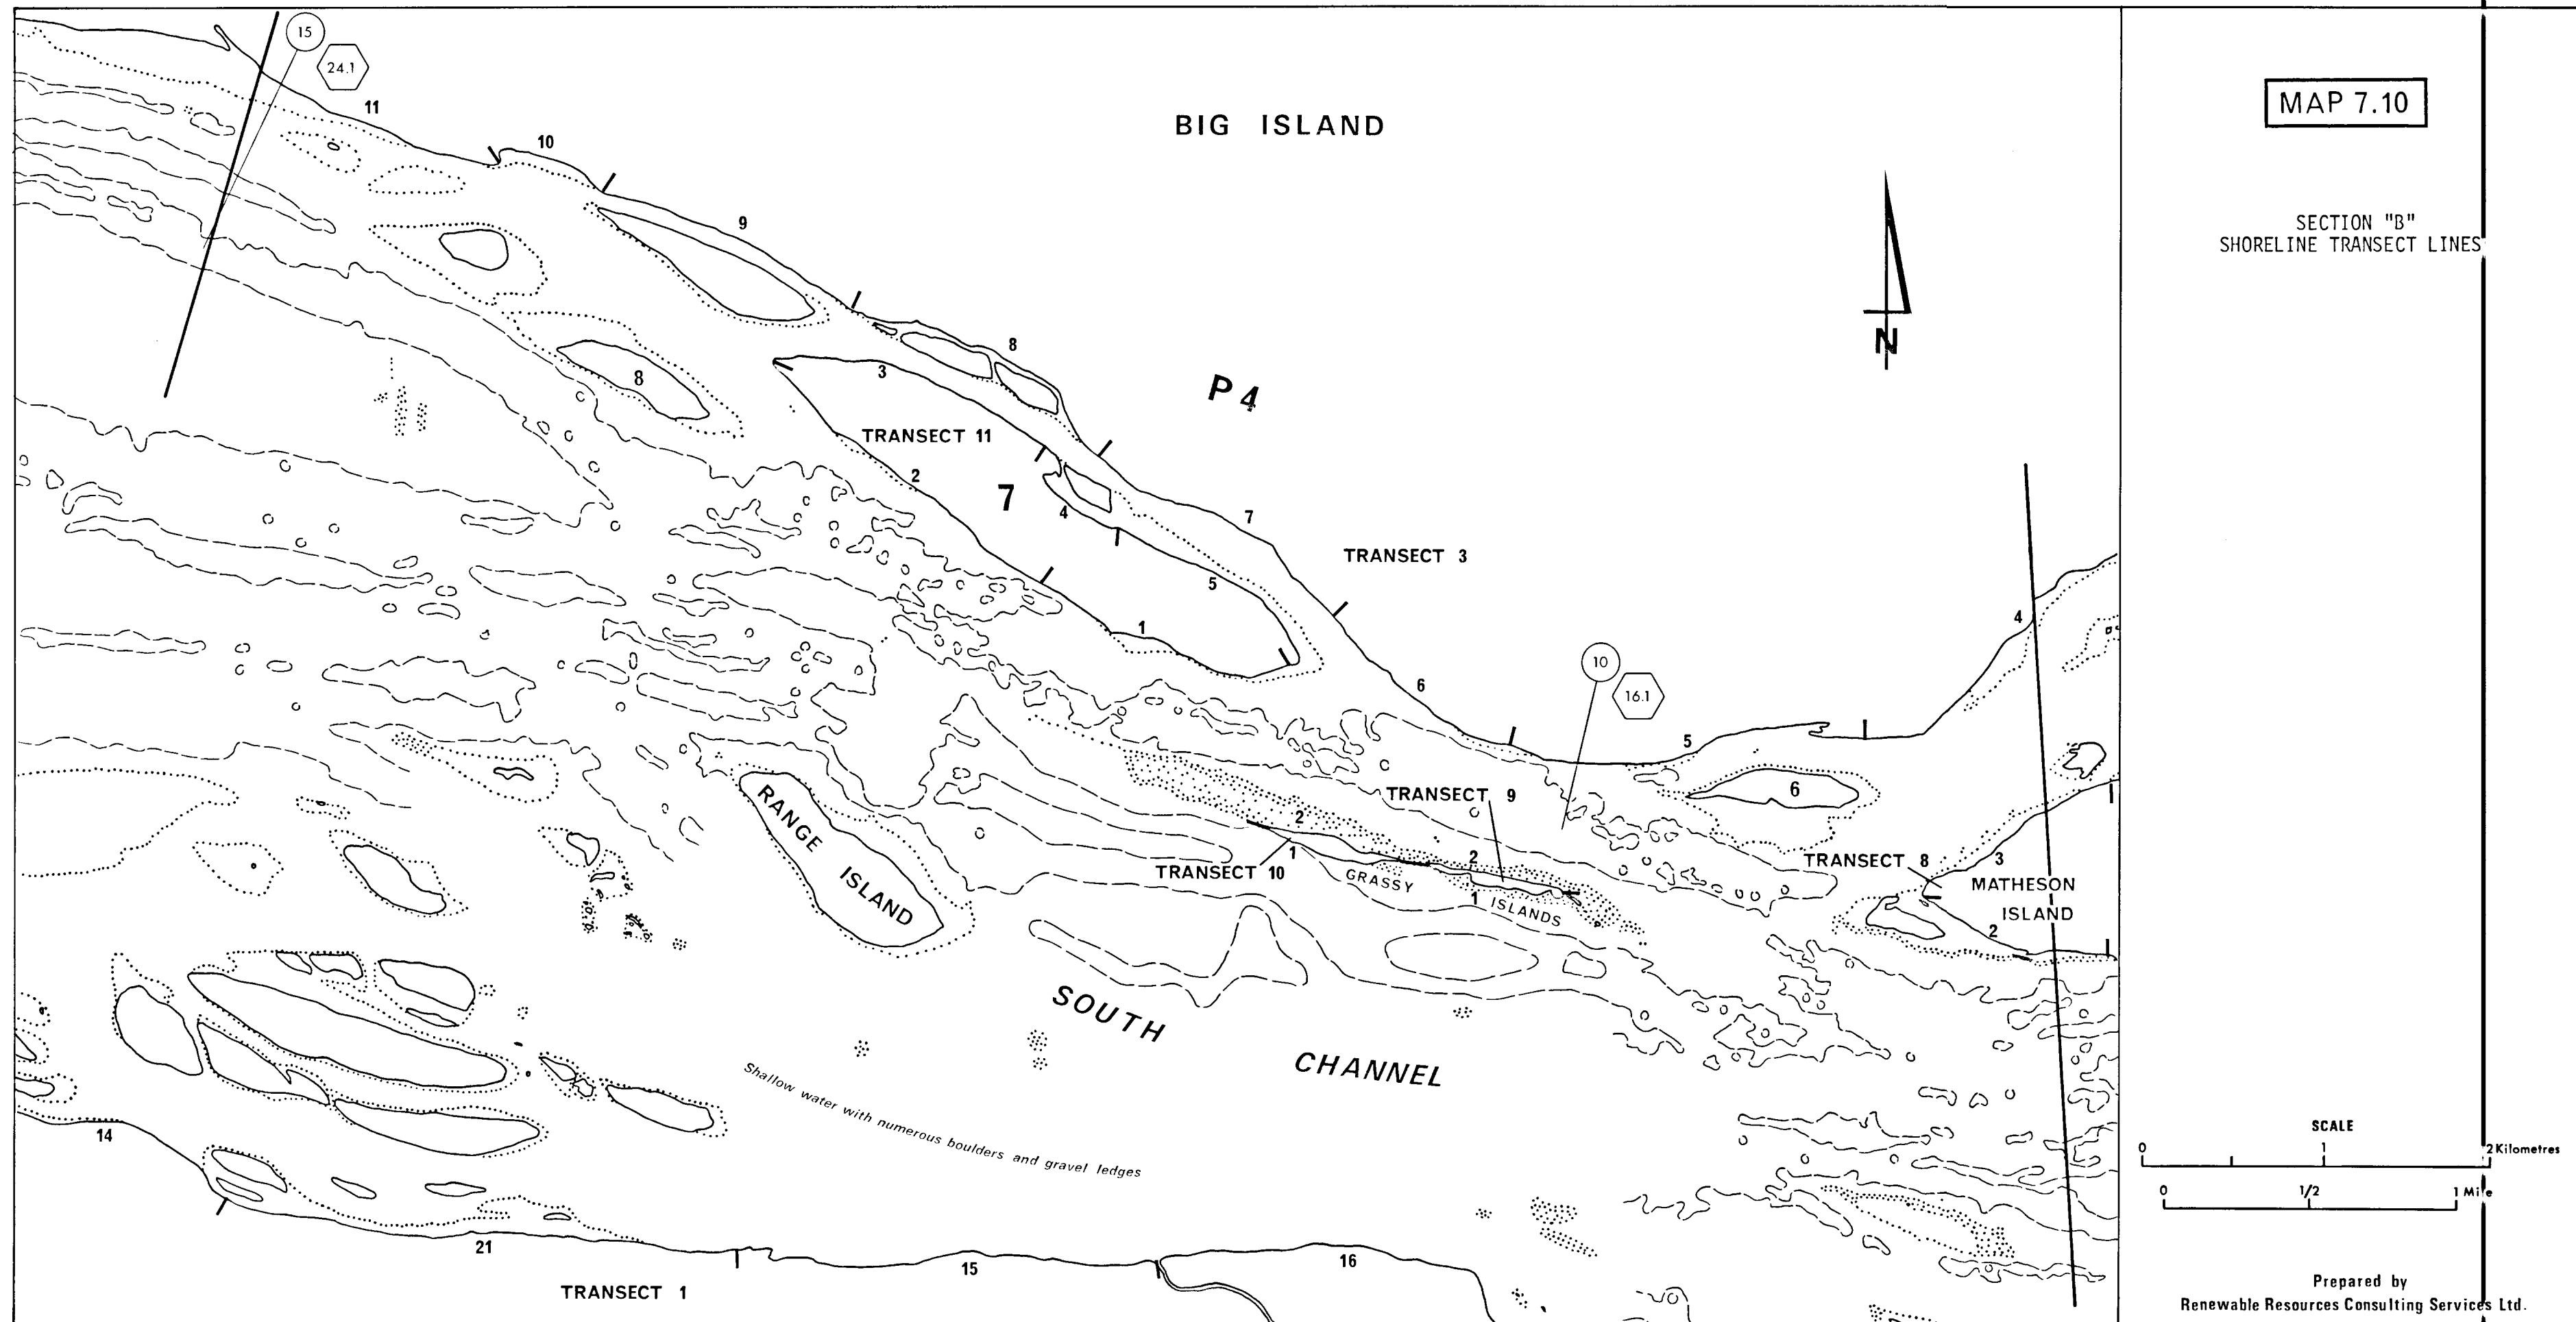 15
24.1
11
10
BIG ISLAND
9
8
8
3
P 4
N
TRANSECT 11
2
7
4
7
TRANSECT 3
5
1
4
10
16.1
6
5
6
RANGE ISLAND
TRANSECT 9
2
2
1
TRANSECT 10
GRASSY ISLANDS
1
TRANSECT 8
3
MATHESON
ISLAND
2
SOUTH CHANNEL
Shallow water with numerous boulders and gravel ledges
14
21
15
16
TRANSECT 1
MAP 7.10
SECTION "B"
SHORELINE TRANSECT LINES
SCALE
0 1 2 Kilometres
0 1/2 1 Mile
Prepared by
Renewable Resources Consulting Services Ltd.